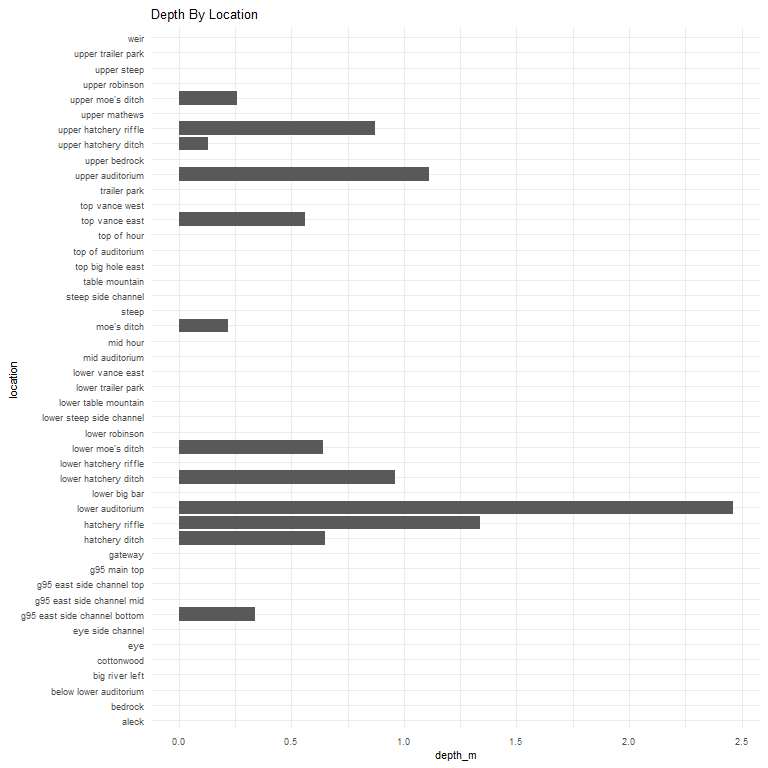 Depth By Location
weir
upper trailer park
upper steep
upper robinson
upper moe's ditch
upper mathews
upper hatchery riffle
upper hatchery ditch
upper bedrock
upper auditorium
trailer park
top vance west
top vance east
top of hour
top of auditorium
top big hole east
table mountain
steep side channel
steep
moe's ditch
mid hour
mid auditorium
lower vance east
lower trailer park
lower table mountain
lower steep side channel
lower robinson
lower moe's ditch
lower hatchery riffle
lower hatchery ditch
lower big bar
lower auditorium
hatchery riffle
hatchery ditch
gateway
g95 main top
g95 east side channel top
g95 east side channel mid
g95 east side channel bottom
eye side channel
eye
cottonwood
big river left
below lower auditorium
bedrock
aleck
location
0.0 0.5 1.0 1.5 2.0 2.5
depth_m